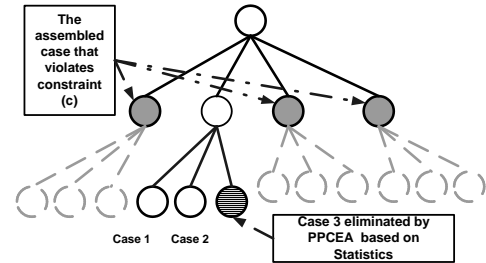 The
assembled
case that
violates
constraint
(c)
Case 1 Case 2
Case 3 eliminated by
PPCEA based on
Statistics